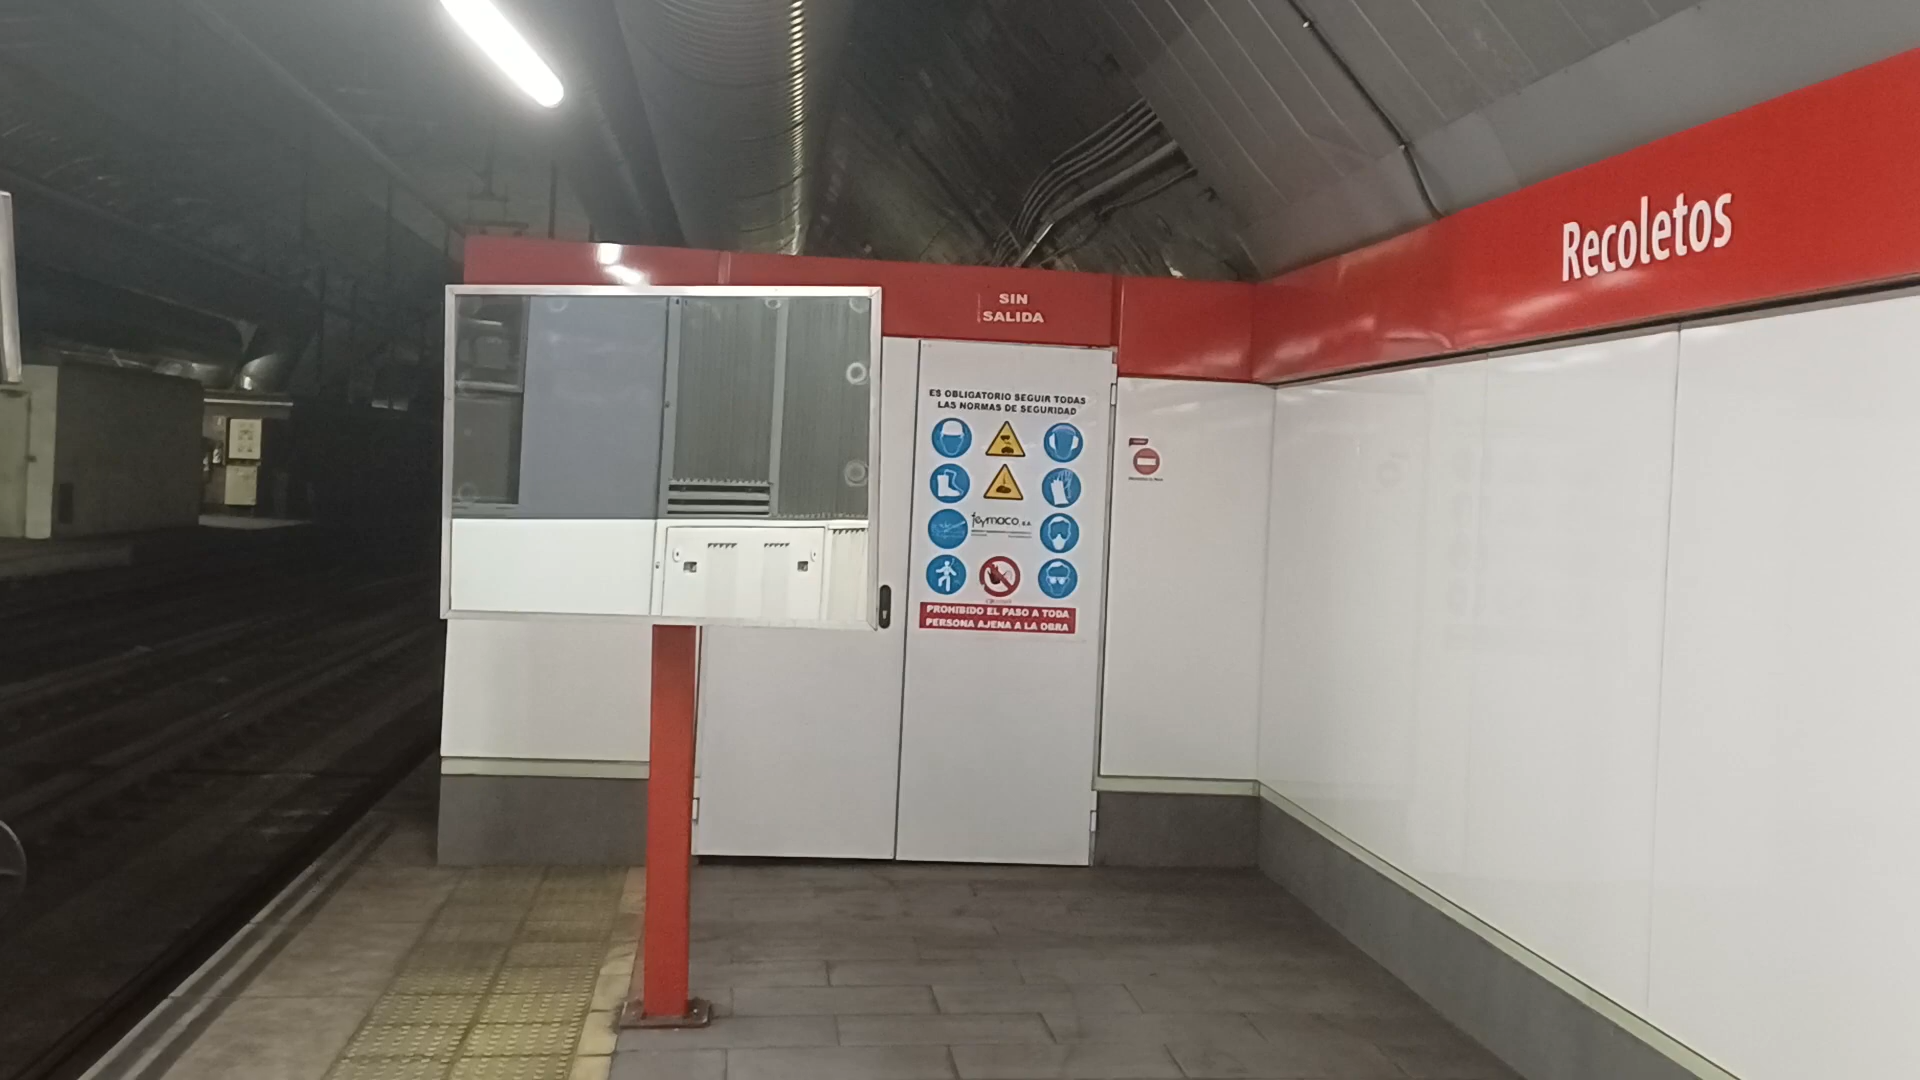 Recoletos
SIN
SALIDA
ES OBLIGATORIO SEGUIR TODAS
LAS NORMAS DE SEGURIDAD
feymaco, s.a.
PROHIBIDO EL PASO A TODA
PERSONA AJENA A LA OBRA